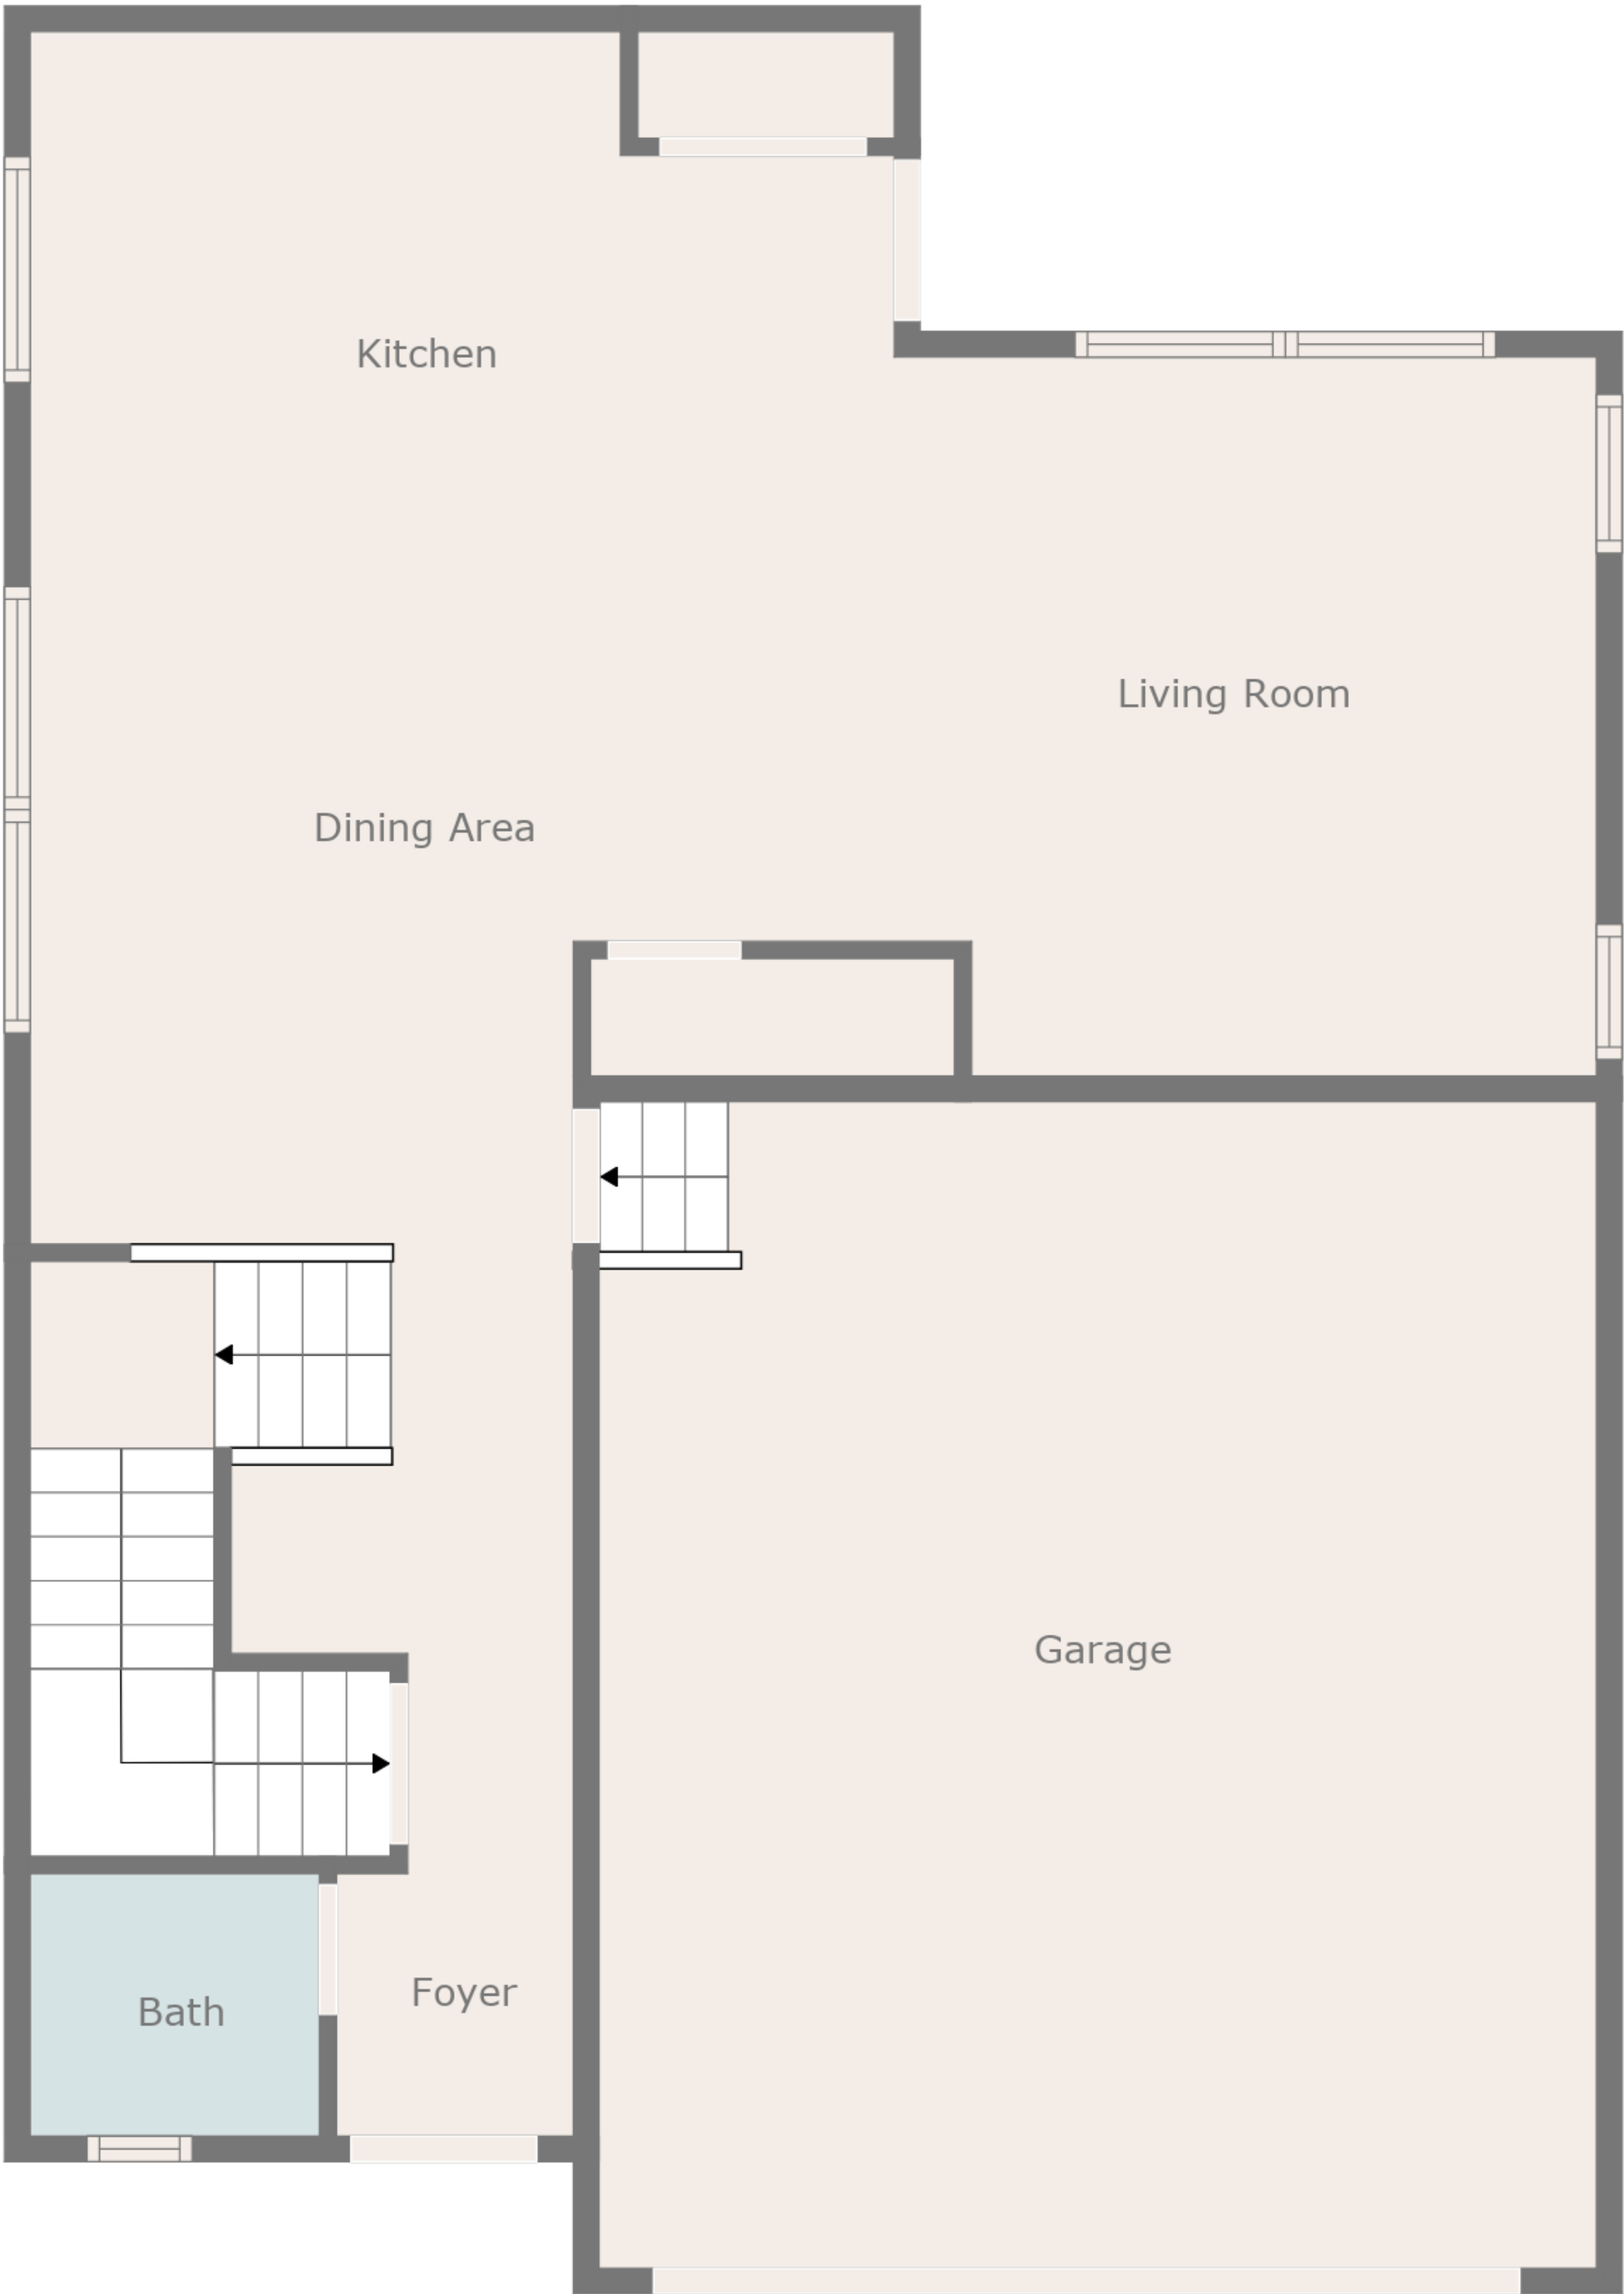 Kitchen
Living Room
Dining Area
Garage
Foyer
Bath